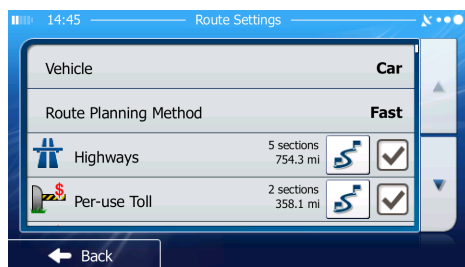 14:45 Route Settings
Vehicle Car
Route Planning Method Fast
Highways 5 sections
754.3 mi
Per-use Toll 2 sections
358.1 mi
Back